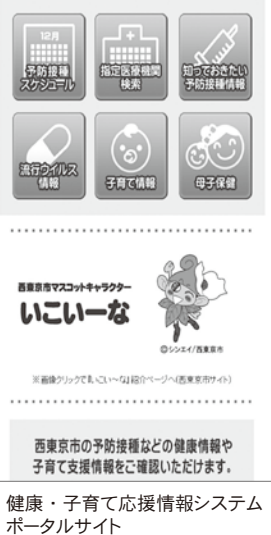 12月
予防接種
スケジュール
指定医療機関
検索
知っておきたい
予防接種情報
流行ウイルス
情報
子育て情報
母子保健
西東京市マスコットキャラクター
いこいーな
©シンエイ/西東京市
※画像クリックで「いこいーな」紹介ページへ(西東京市サイト)
西東京市の予防接種などの健康情報や
子育て支援情報をご確認いただけます。
健康・子育て応援情報システム
ポータルサイト